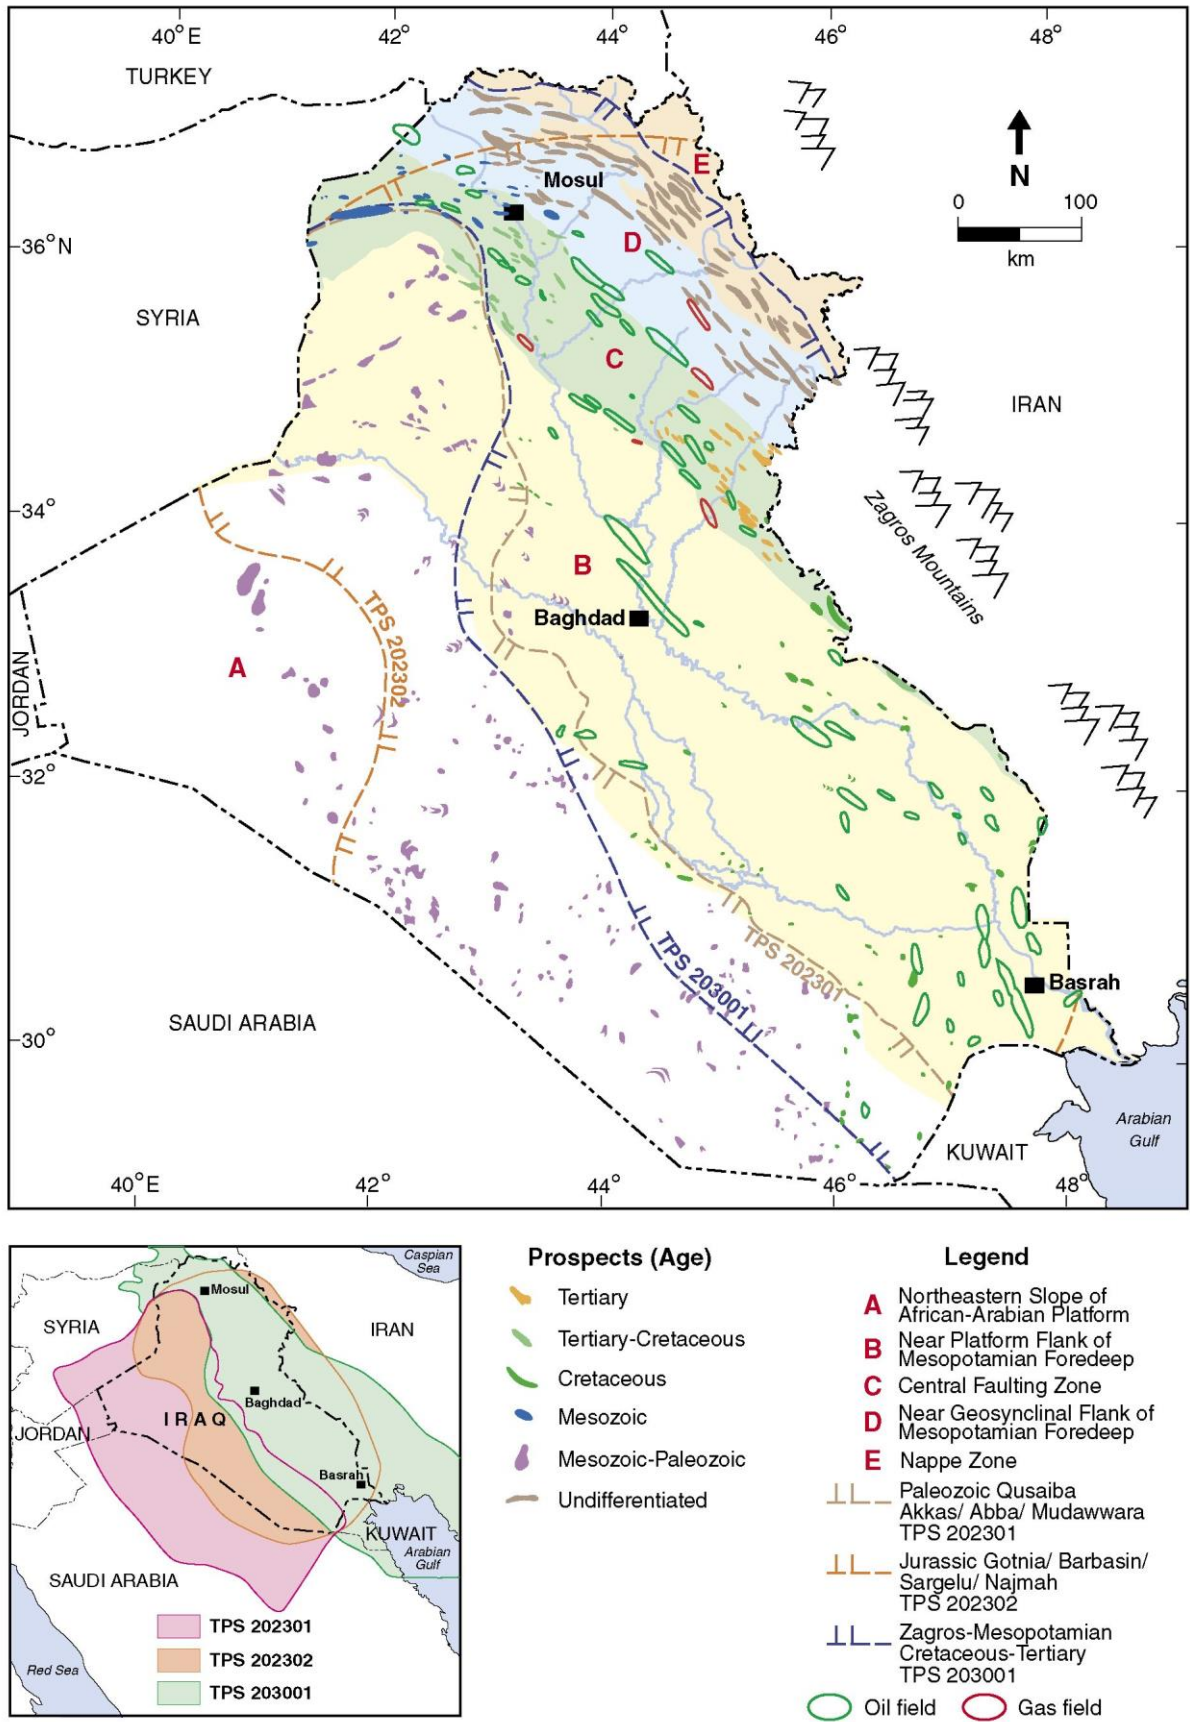 40° E
42°
44°
46°
48°
TURKEY
E
N
Mosul
0
100
km
D
36° N
SYRIA
C
IRAN
34°
Zagros Mountains
B
TPS 202302
Baghdad
A
JORDAN
32°
TPS 203001
TPS 202301
Basrah
SAUDI ARABIA
30°
Arabian
Gulf
KUWAIT
40° E
42°
44°
46°
48°
Caspian
Sea
Mosul
SYRIA
IRAN
Baghdad
IRAQ
JORDAN
Basrah
KUWAIT
Arabian
Gulf
SAUDI ARABIA
TPS 202301
TPS 202302
Red Sea
TPS 203001
Prospects (Age)
Tertiary
Tertiary-Cretaceous
Cretaceous
Mesozoic
Mesozoic-Paleozoic
Undifferentiated
Legend
A Northeastern Slope of
African-Arabian Platform
B Near Platform Flank of
Mesopotamian Foredeep
C Central Faulting Zone
D Near Geosynclinal Flank of
Mesopotamian Foredeep
E Nappe Zone
Paleozoic Qusaiba
Akkas/ Abba/ Mudawwara
TPS 202301
Jurassic Gotnia/ Barbasin/
Sargelu/ Najmah
TPS 202302
Zagros-Mesopotamian
Cretaceous-Tertiary
TPS 203001
Oil field
Gas field